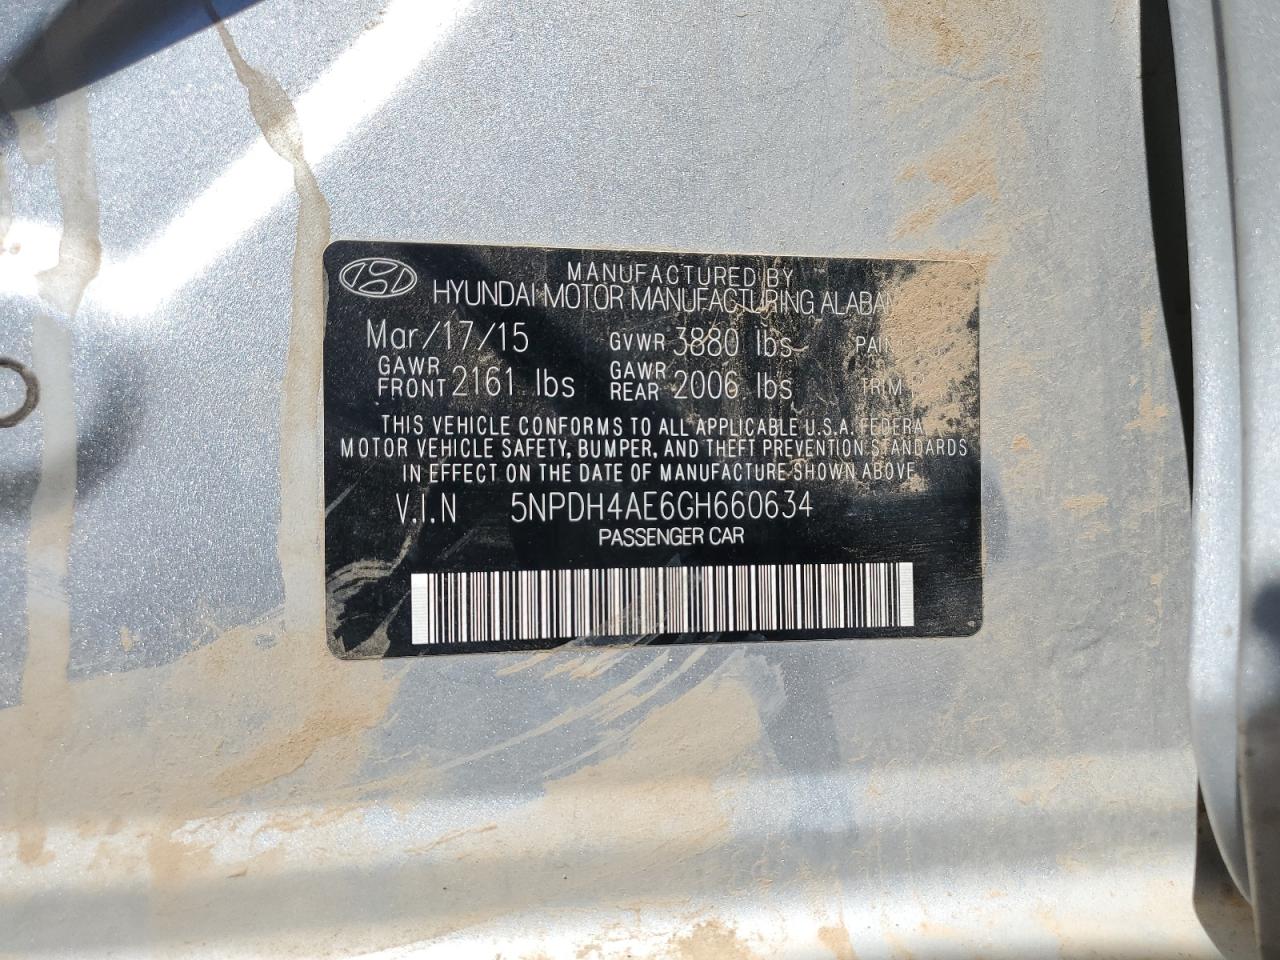 MANUFACTURED BY
HYUNDAI MOTOR MANUFACTURING
Mar/17/15 GVWR 3880 lbs
GAWR FRONT 2161 lbs GAWR REAR 2006 lbs TRIM
THIS VEHICLE CONFORMS TO ALL APPLICABLE U.S.A.
MOTOR VEHICLE SAFETY, BUMPER, AND THEFT PREVENTION STANDARDS
IN EFFECT ON THE DATE OF MANUFACTURE SHOWN ABOVE
V.I.N 5NPDH4AE6GH660634
PASSENGER CAR